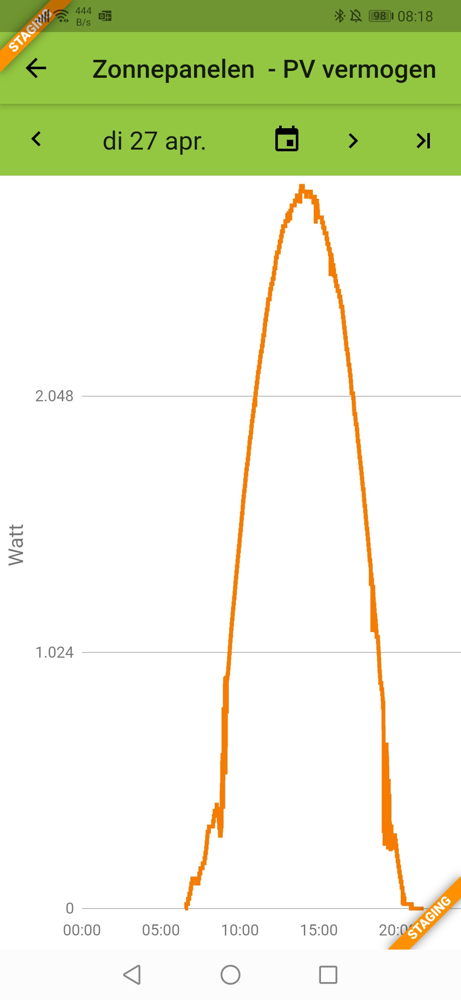 STAGING
444
B/s
98
08:18
Zonnepanelen - PV vermogen
di 27 apr.
2.048
Watt
1.024
0
00:00 05:00 10:00 15:00
STAGING